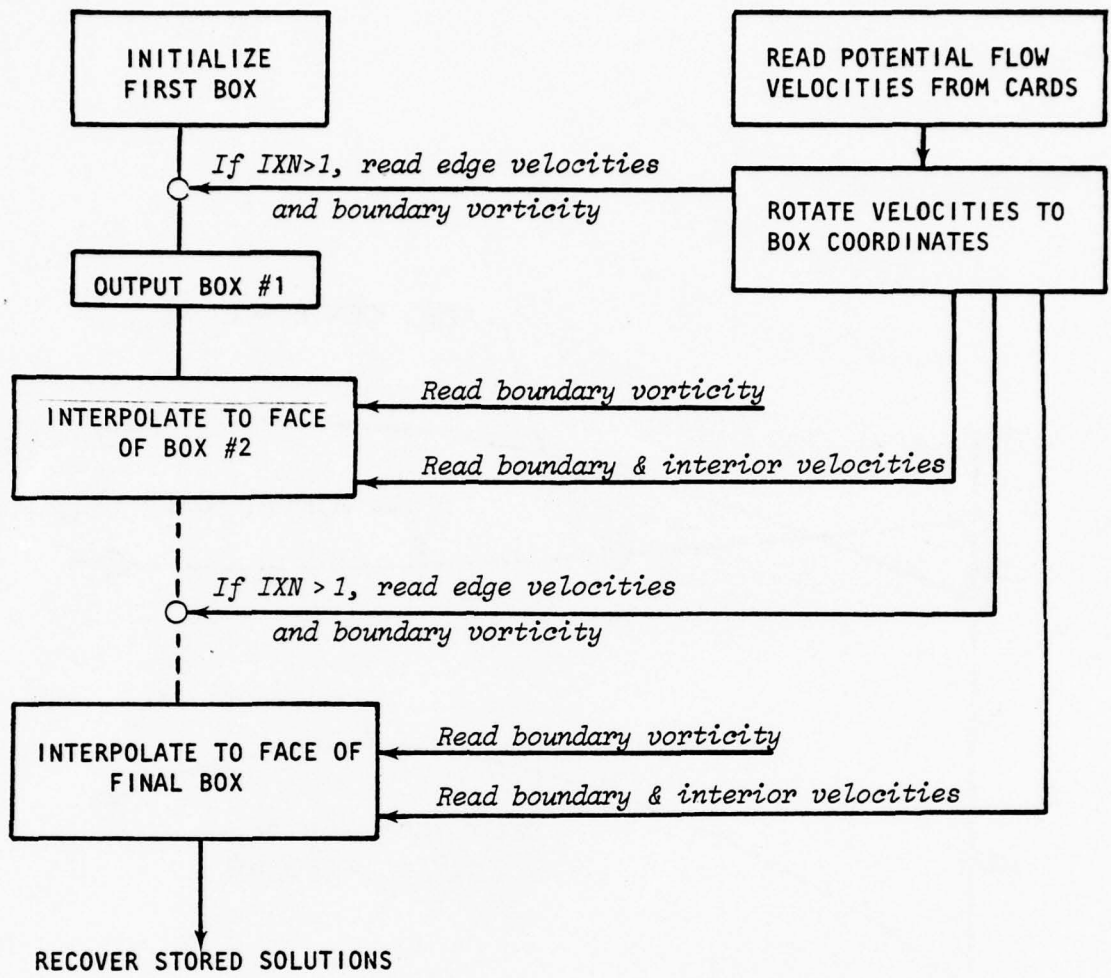 INITIALIZE
FIRST BOX
READ POTENTIAL FLOW
VELOCITIES FROM CARDS
If IXN>1, read edge velocities
and boundary vorticity
ROTATE VELOCITIES TO
BOX COORDINATES
OUTPUT BOX #1
Read boundary vorticity
INTERPOLATE TO FACE
OF BOX #2
Read boundary & interior velocities
If IXN > 1, read edge velocities
and boundary vorticity
Read boundary vorticity
INTERPOLATE TO FACE OF
FINAL BOX
Read boundary & interior velocities
RECOVER STORED SOLUTIONS